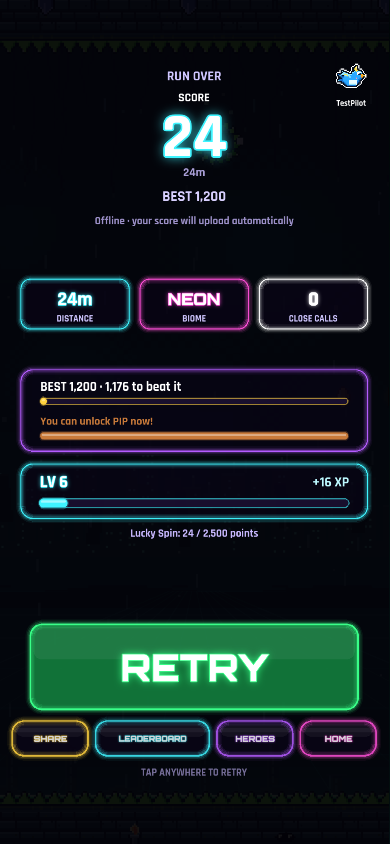 RUN OVER
SCORE
24
24m
BEST 1,200
Offline · your score will upload automatically
TestPilot
24m
DISTANCE
NEON
BIOME
0
CLOSE CALLS
BEST 1,200 · 1,176 to beat it
You can unlock PIP now!
LV 6
+16 XP
Lucky Spin: 24 / 2,500 points
RETRY
SHARE
LEADERBOARD
HEROES
HOME
TAP ANYWHERE TO RETRY